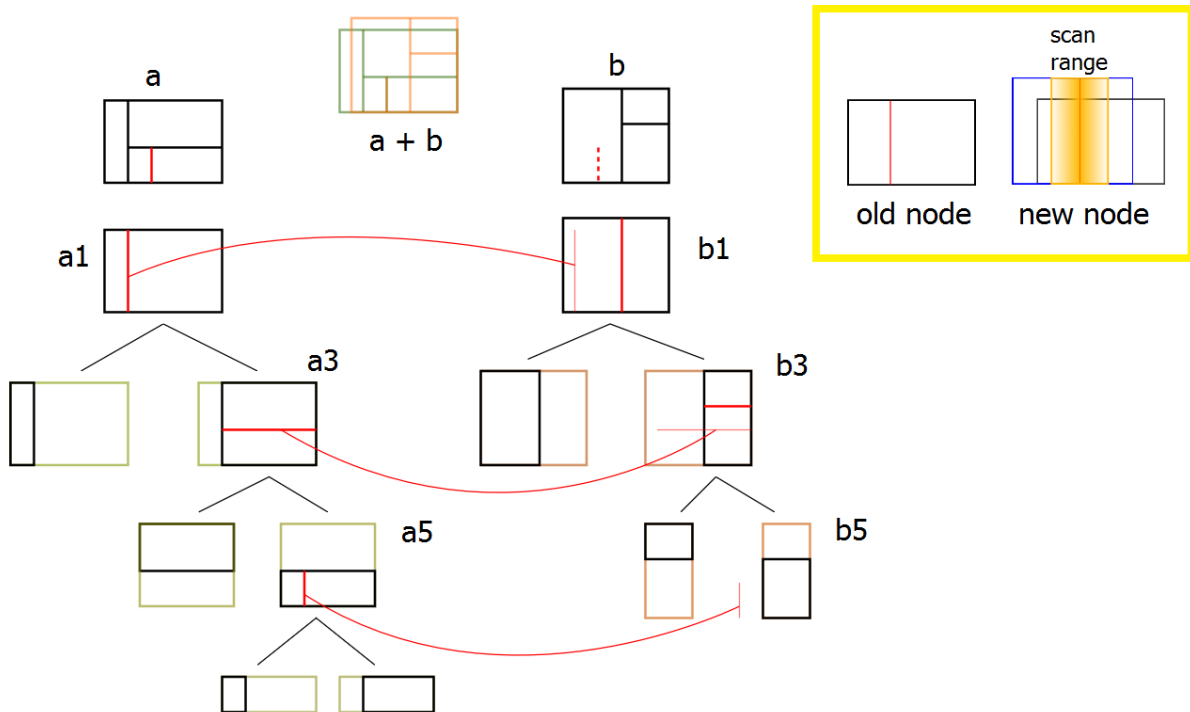 a
b
a + b
scan
range
old node
new node
a1
b1
a3
b3
a5
b5